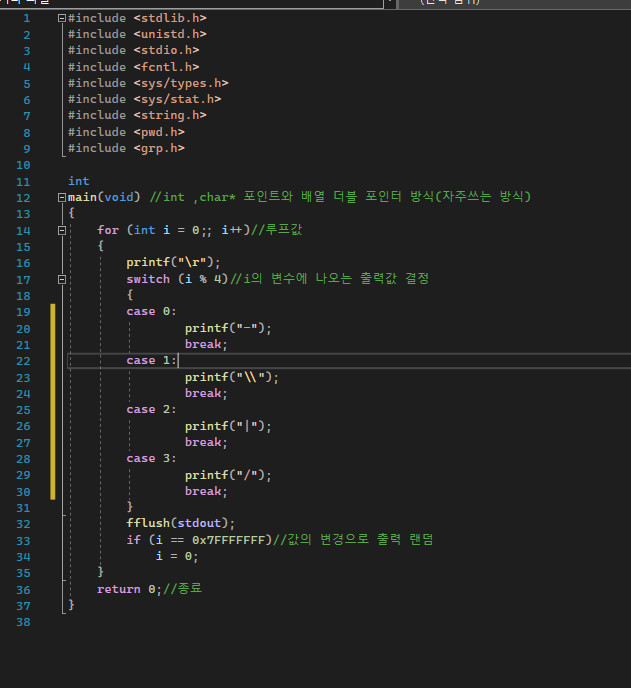 1 #include <stdlib.h>
2 #include <unistd.h>
3 #include <stdio.h>
4 #include <fcntl.h>
5 #include <sys/types.h>
6 #include <sys/stat.h>
7 #include <string.h>
8 #include <pwd.h>
9 #include <grp.h>
10
11 int
12 main(void) //int ,char* 포인트와 배열 더블 포인터 방식(자주쓰는 방식)
13 {
14 for (int i = 0;; i++)//루프값
15 {
16 printf("\r");
17 switch (i % 4)//i의 변수에 나오는 출력값 결정
18 {
19 case 0:
20 printf("-");
21 break;
22 case 1:
23 printf("\\");
24 break;
25 case 2:
26 printf("|");
27 break;
28 case 3:
29 printf("/");
30 break;
31 }
32 fflush(stdout);
33 if (i == 0x7FFFFFFF)//값의 변경으로 출력 랜덤
34 i = 0;
35 }
36 return 0;//종료
37 }
38